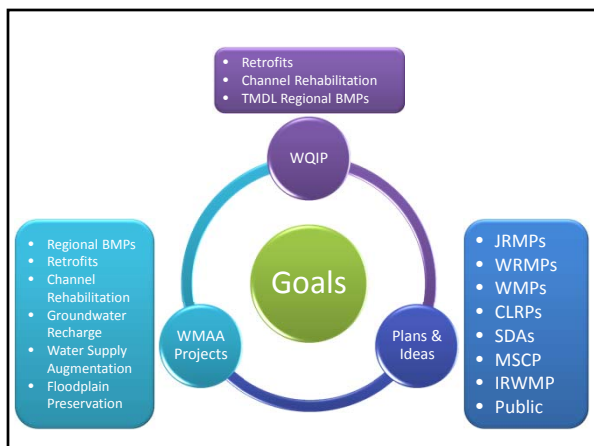 • Retrofits
• Channel Rehabilitation
• TMDL Regional BMPs
WQIP
• Regional BMPs
• Retrofits
• Channel
Rehabilitation
• Groundwater
Recharge
• Water Supply
Augmentation
• Floodplain
Preservation
WMAA
Projects
Goals
Plans &
Ideas
• JRMPs
• WRMPs
• WMPs
• CLRPs
• SDAs
• MSCP
• IRWMP
• Public